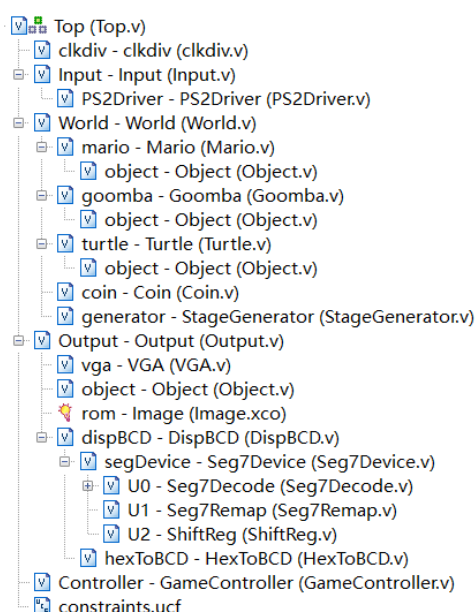 Top (Top.v)
clkdiv - clkdiv (clkdiv.v)
Input - Input (Input.v)
PS2Driver - PS2Driver (PS2Driver.v)
World - World (World.v)
mario - Mario (Mario.v)
object - Object (Object.v)
goomba - Goomba (Goomba.v)
object - Object (Object.v)
turtle - Turtle (Turtle.v)
object - Object (Object.v)
coin - Coin (Coin.v)
generator - StageGenerator (StageGenerator.v)
Output - Output (Output.v)
vga - VGA (VGA.v)
object - Object (Object.v)
rom - Image (Image.xco)
dispBCD - DispBCD (DispBCD.v)
segDevice - Seg7Device (Seg7Device.v)
U0 - Seg7Decode (Seg7Decode.v)
U1 - Seg7Remap (Seg7Remap.v)
U2 - ShiftReg (ShiftReg.v)
hexToBCD - HexToBCD (HexToBCD.v)
Controller - GameController (GameController.v)
constraints.ucf